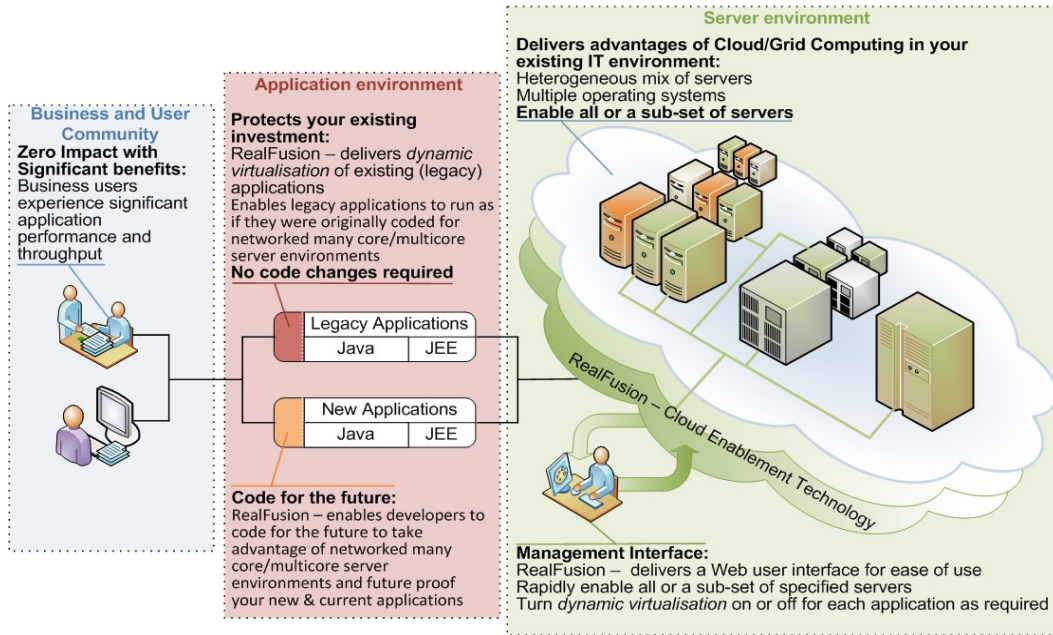 Business and User
Community
Zero Impact with
Significant benefits:
Business users
experience significant
application
performance and
throughput
Application environment
Protects your existing
investment:
RealFusion – delivers dynamic
virtualisation of existing (legacy)
applications
Enables legacy applications to run as
if they were originally coded for
networked many core/multicore
server environments
No code changes required
Legacy Applications
Java
JEE
New Applications
Java
JEE
Code for the future:
RealFusion – enables developers to
code for the future to take
advantage of networked many
core/multicore server
environments and future proof
your new & current applications
Server environment
Delivers advantages of Cloud/Grid Computing in your
existing IT environment:
Heterogeneous mix of servers
Multiple operating systems
Enable all or a sub-set of servers
RealFusion – Cloud Enablement Technology
Management Interface:
RealFusion – delivers a Web user interface for ease of use
Rapidly enable all or a sub-set of specified servers
Turn dynamic virtualisation on or off for each application as required